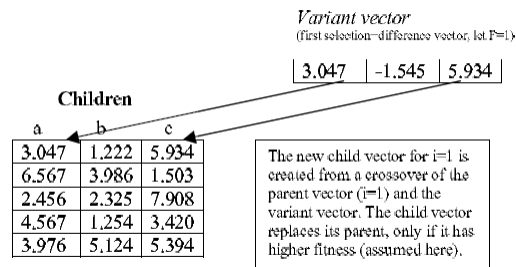 Variant vector
(first selection–difference vector, let F=1)
3.047 -1.545 5.934
Children
a b c
3.047 1.222 5.934
6.567 3.986 1.503
2.456 2.325 7.908
4.567 1.254 3.420
3.976 5.124 5.394
The new child vector for i=1 is
created from a crossover of the
parent vector (i=1) and the
variant vector. The child vector
replaces its parent, only if it has
higher fitness (assumed here).